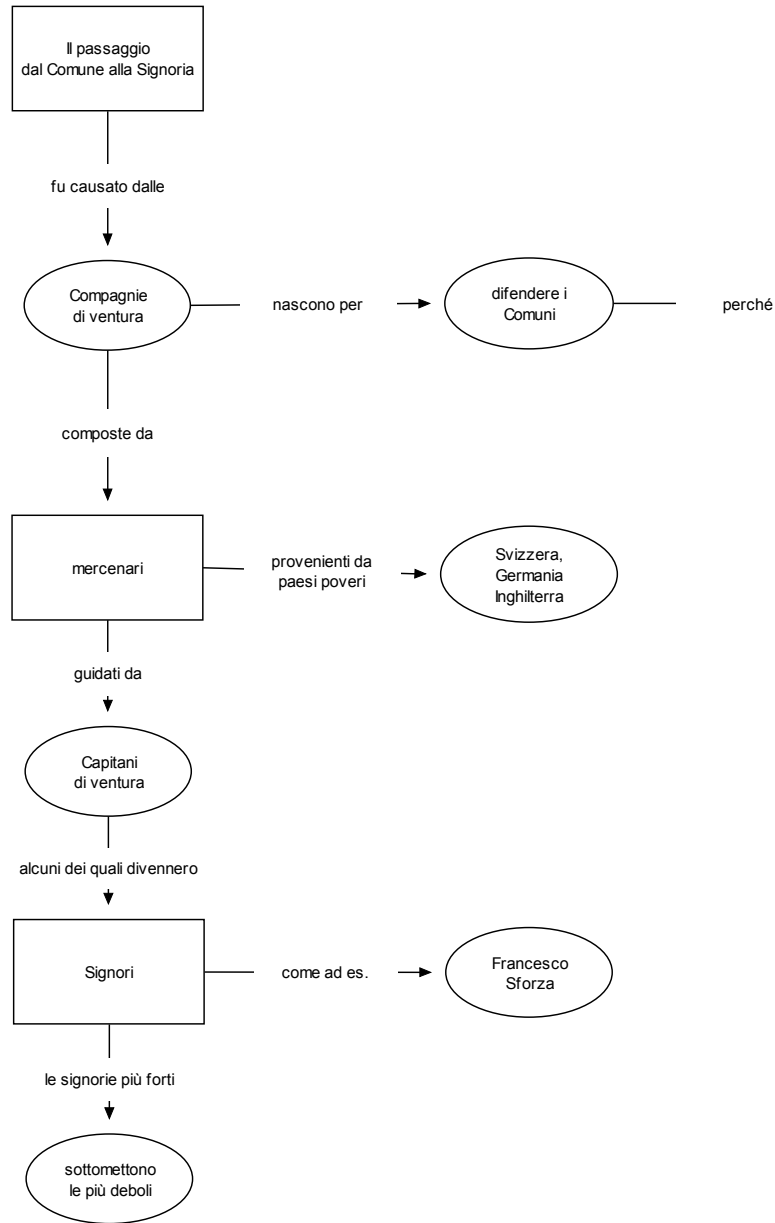 Il passaggio
dal Comune alla Signoria
fu causato dalle
Compagnie
di ventura
nascono per
difendere i
Comuni
perché
composte da
mercenari
provenienti da
paesi poveri
Svizzera,
Germania
Inghilterra
guidati da
Capitani
di ventura
alcuni dei quali divennero
Signori
come ad es.
Francesco
Sforza
le signorie più forti
sottomettono
le più deboli